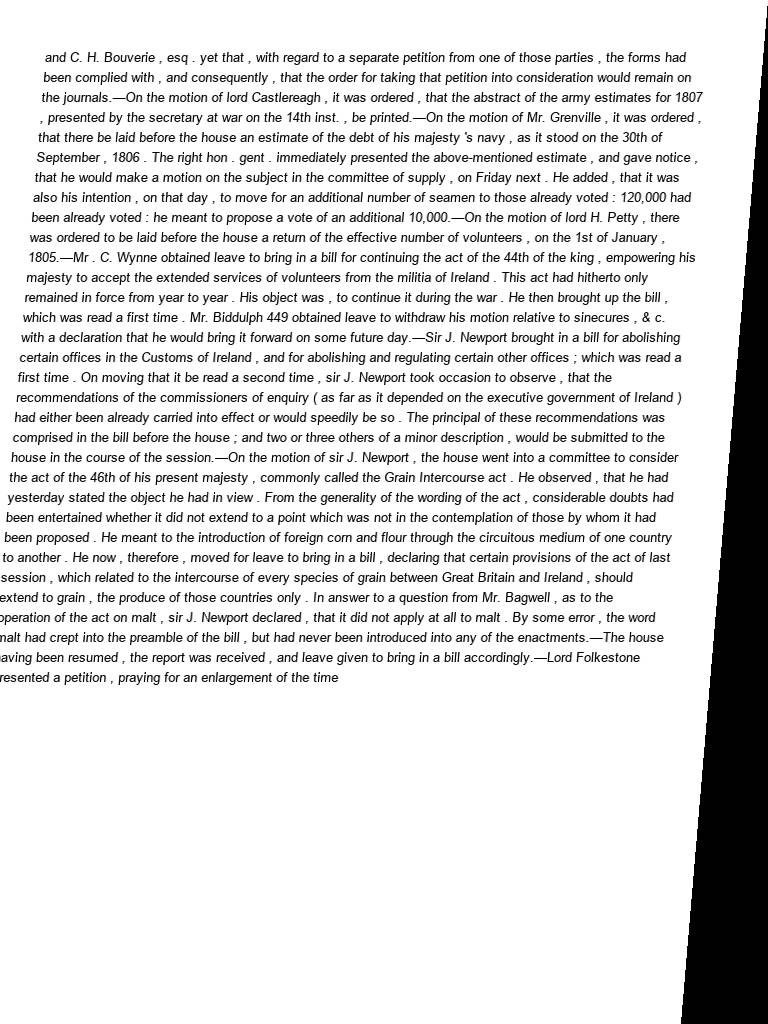 and C. H. Bouverie , esq . yet that , with regard to a separate petition from one of those parties , the forms had
been complied with , and consequently , that the order for taking that petition into consideration would remain on
the journals.—On the motion of lord Castlereagh , it was ordered , that the abstract of the army estimates for 1807
, presented by the secretary at war on the 14th inst. , be printed.—On the motion of Mr. Grenville , it was ordered ,
that there be laid before the house an estimate of the debt of his majesty 's navy , as it stood on the 30th of
September , 1806 . The right hon . gent . immediately presented the above-mentioned estimate , and gave notice ,
that he would make a motion on the subject in the committee of supply , on Friday next . He added , that it was
also his intention , on that day , to move for an additional number of seamen to those already voted : 120,000 had
been already voted : he meant to propose a vote of an additional 10,000.—On the motion of lord H. Petty , there
was ordered to be laid before the house a return of the effective number of volunteers , on the 1st of January ,
1805.—Mr . C. Wynne obtained leave to bring in a bill for continuing the act of the 44th of the king , empowering his
majesty to accept the extended services of volunteers from the militia of Ireland . This act had hitherto only
remained in force from year to year . His object was , to continue it during the war . He then brought up the bill ,
which was read a first time . Mr. Biddulph 449 obtained leave to withdraw his motion relative to sinecures , & c.
with a declaration that he would bring it forward on some future day.—Sir J. Newport brought in a bill for abolishing
certain offices in the Customs of Ireland , and for abolishing and regulating certain other offices ; which was read a
first time . On moving that it be read a second time , sir J. Newport took occasion to observe , that the
recommendations of the commissioners of enquiry ( as far as it depended on the executive government of Ireland )
had either been already carried into effect or would speedily be so . The principal of these recommendations was
comprised in the bill before the house ; and two or three others of a minor description , would be submitted to the
house in the course of the session.—On the motion of sir J. Newport , the house went into a committee to consider
the act of the 46th of his present majesty , commonly called the Grain Intercourse act . He observed , that he had
yesterday stated the object he had in view . From the generality of the wording of the act , considerable doubts had
been entertained whether it did not extend to a point which was not in the contemplation of those by whom it had
been proposed . He meant to the introduction of foreign corn and flour through the circuitous medium of one country
to another . He now , therefore , moved for leave to bring in a bill , declaring that certain provisions of the act of last
session , which related to the intercourse of every species of grain between Great Britain and Ireland , should
extend to grain , the produce of those countries only . In answer to a question from Mr. Bagwell , as to the
operation of the act on malt , sir J. Newport declared , that it did not apply at all to malt . By some error , the word
malt had crept into the preamble of the bill , but had never been introduced into any of the enactments.—The house
having been resumed , the report was received , and leave given to bring in a bill accordingly.—Lord Folkestone
resented a petition , praying for an enlargement of the time